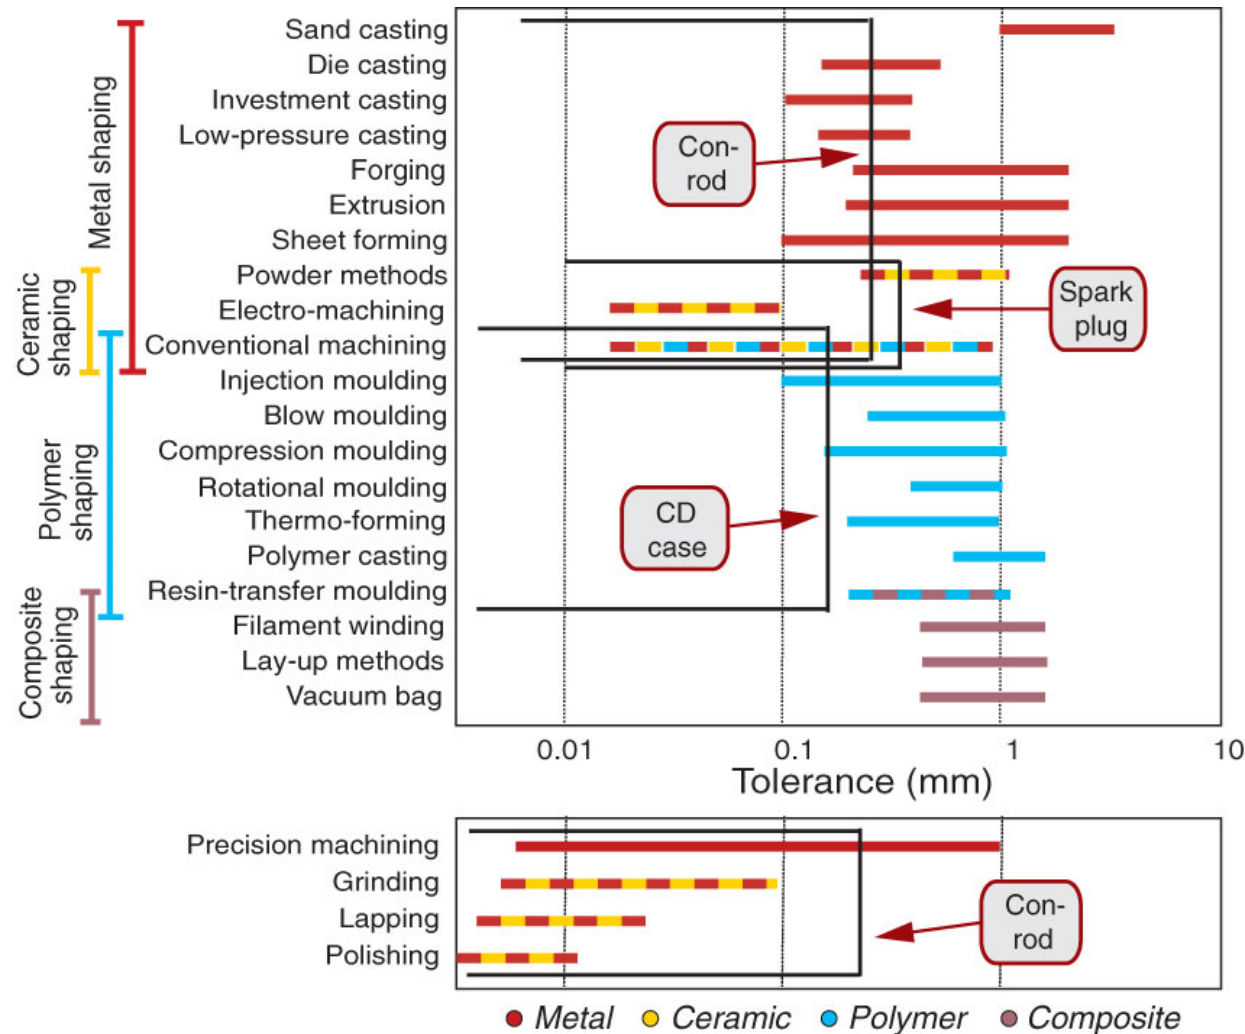 Metal shaping
Ceramic
shaping
Polymer
shaping
Composite
shaping
Sand casting
Die casting
Investment casting
Low-pressure casting
Forging
Extrusion
Sheet forming
Powder methods
Electro-machining
Conventional machining
Injection moulding
Blow moulding
Compression moulding
Rotational moulding
Thermo-forming
Polymer casting
Resin-transfer moulding
Filament winding
Lay-up methods
Vacuum bag
Con-
rod
Spark
plug
CD
case
0.01 0.1 1 10
Tolerance (mm)
Precision machining
Grinding
Lapping
Polishing
Con-
rod
Metal Ceramic Polymer Composite